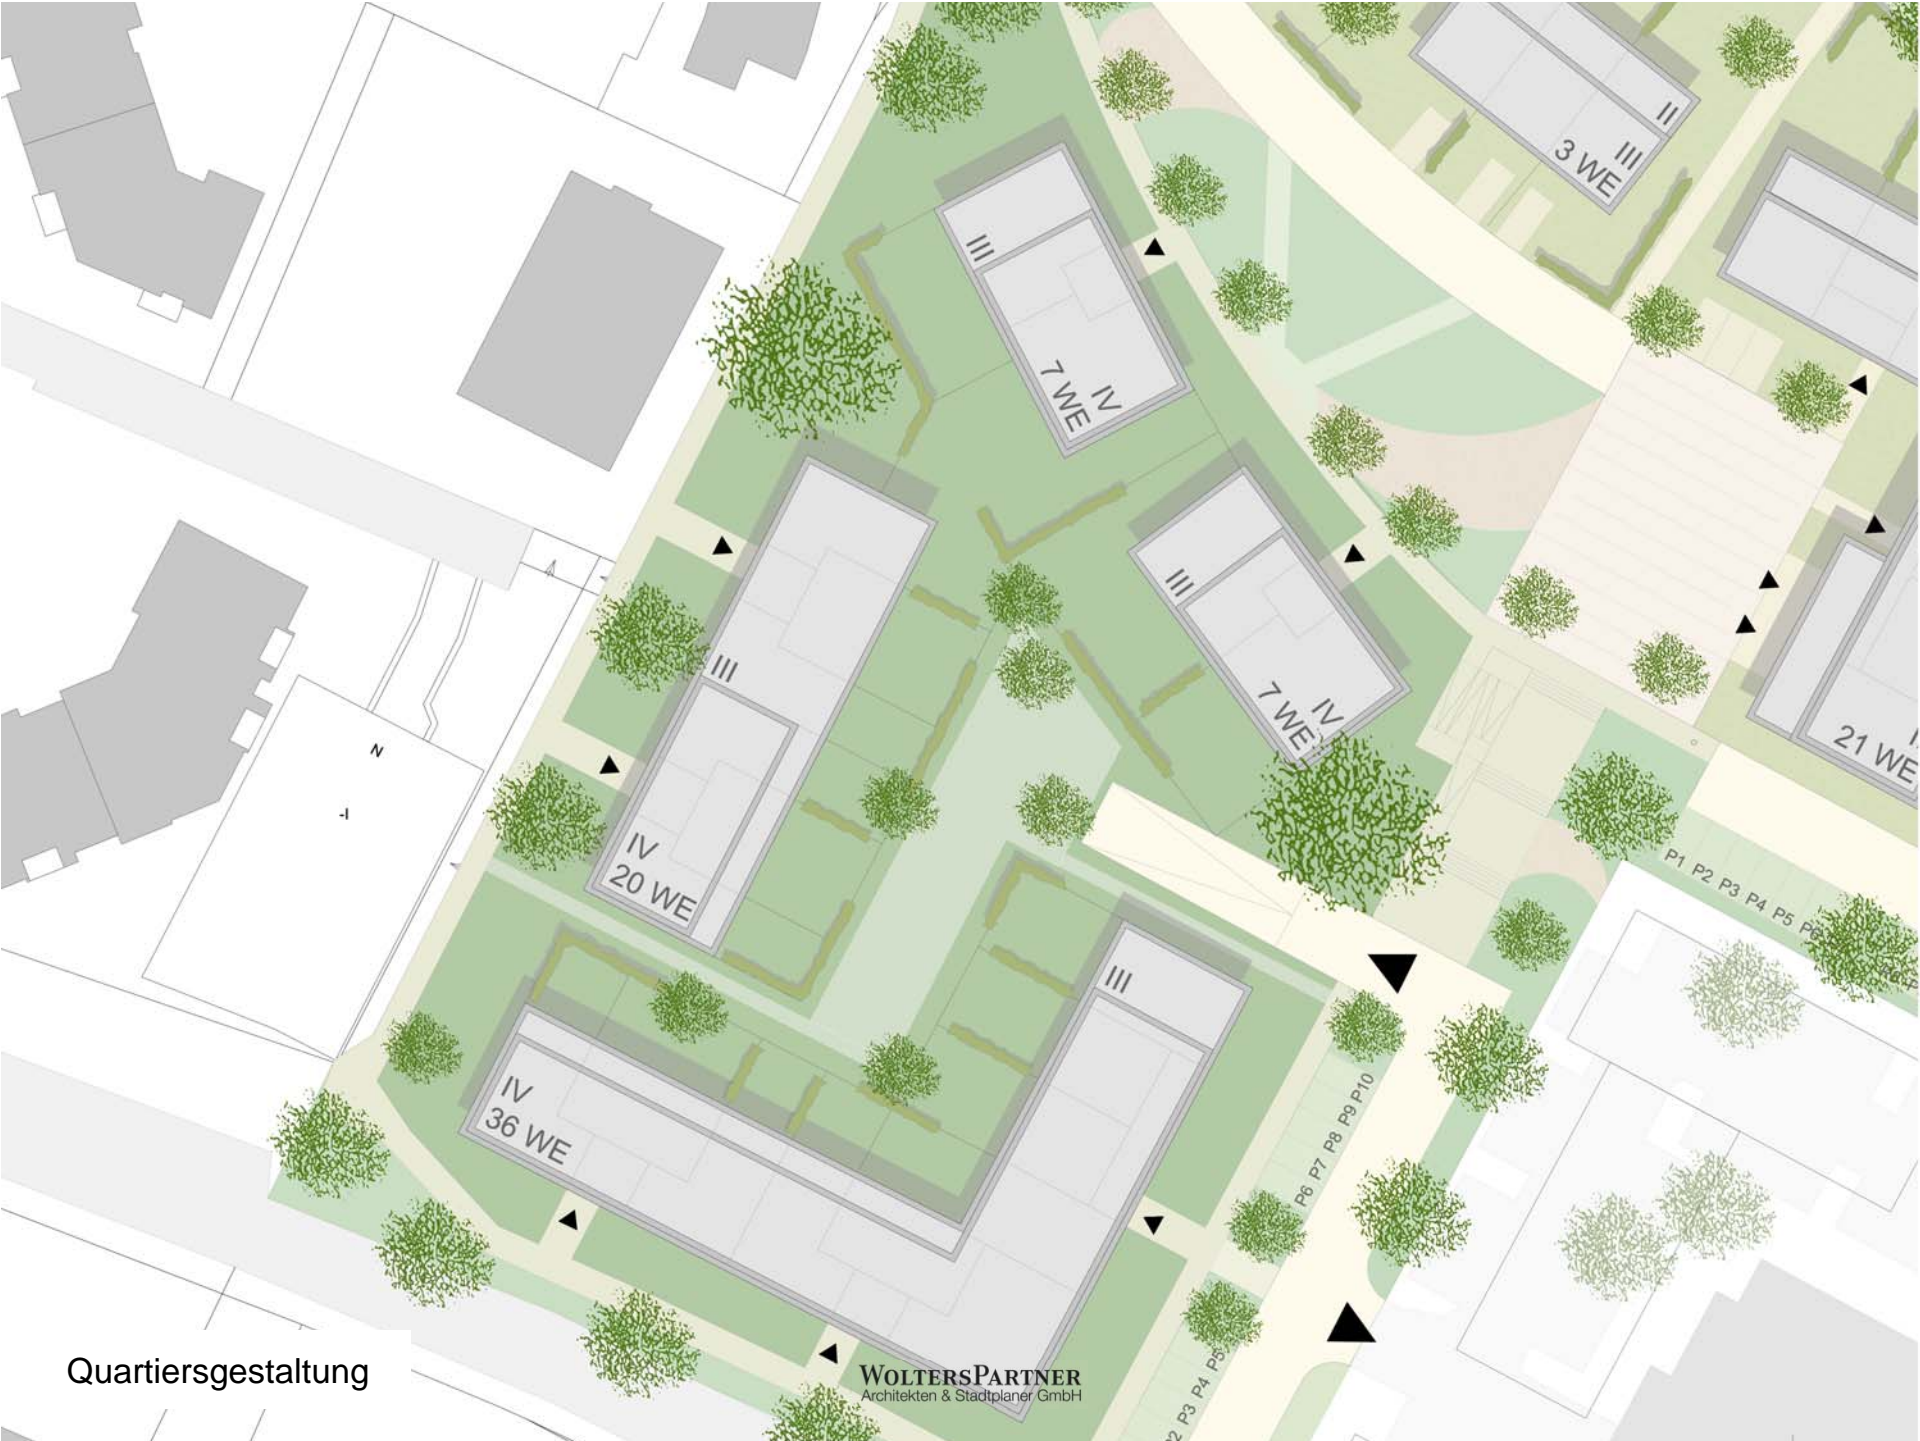 II
III
3 WE
III
IV
7 WE
III
IV
7 WE
III
IV
20 WE
21 WE
P1 P2 P3 P4 P5 P6
III
IV
36 WE
P6 P7 P8 P9 P10
P3 P4 P5
N
-I
Quartiersgestaltung
WOLTERSPARTNER
Architekten & Stadtplaner GmbH